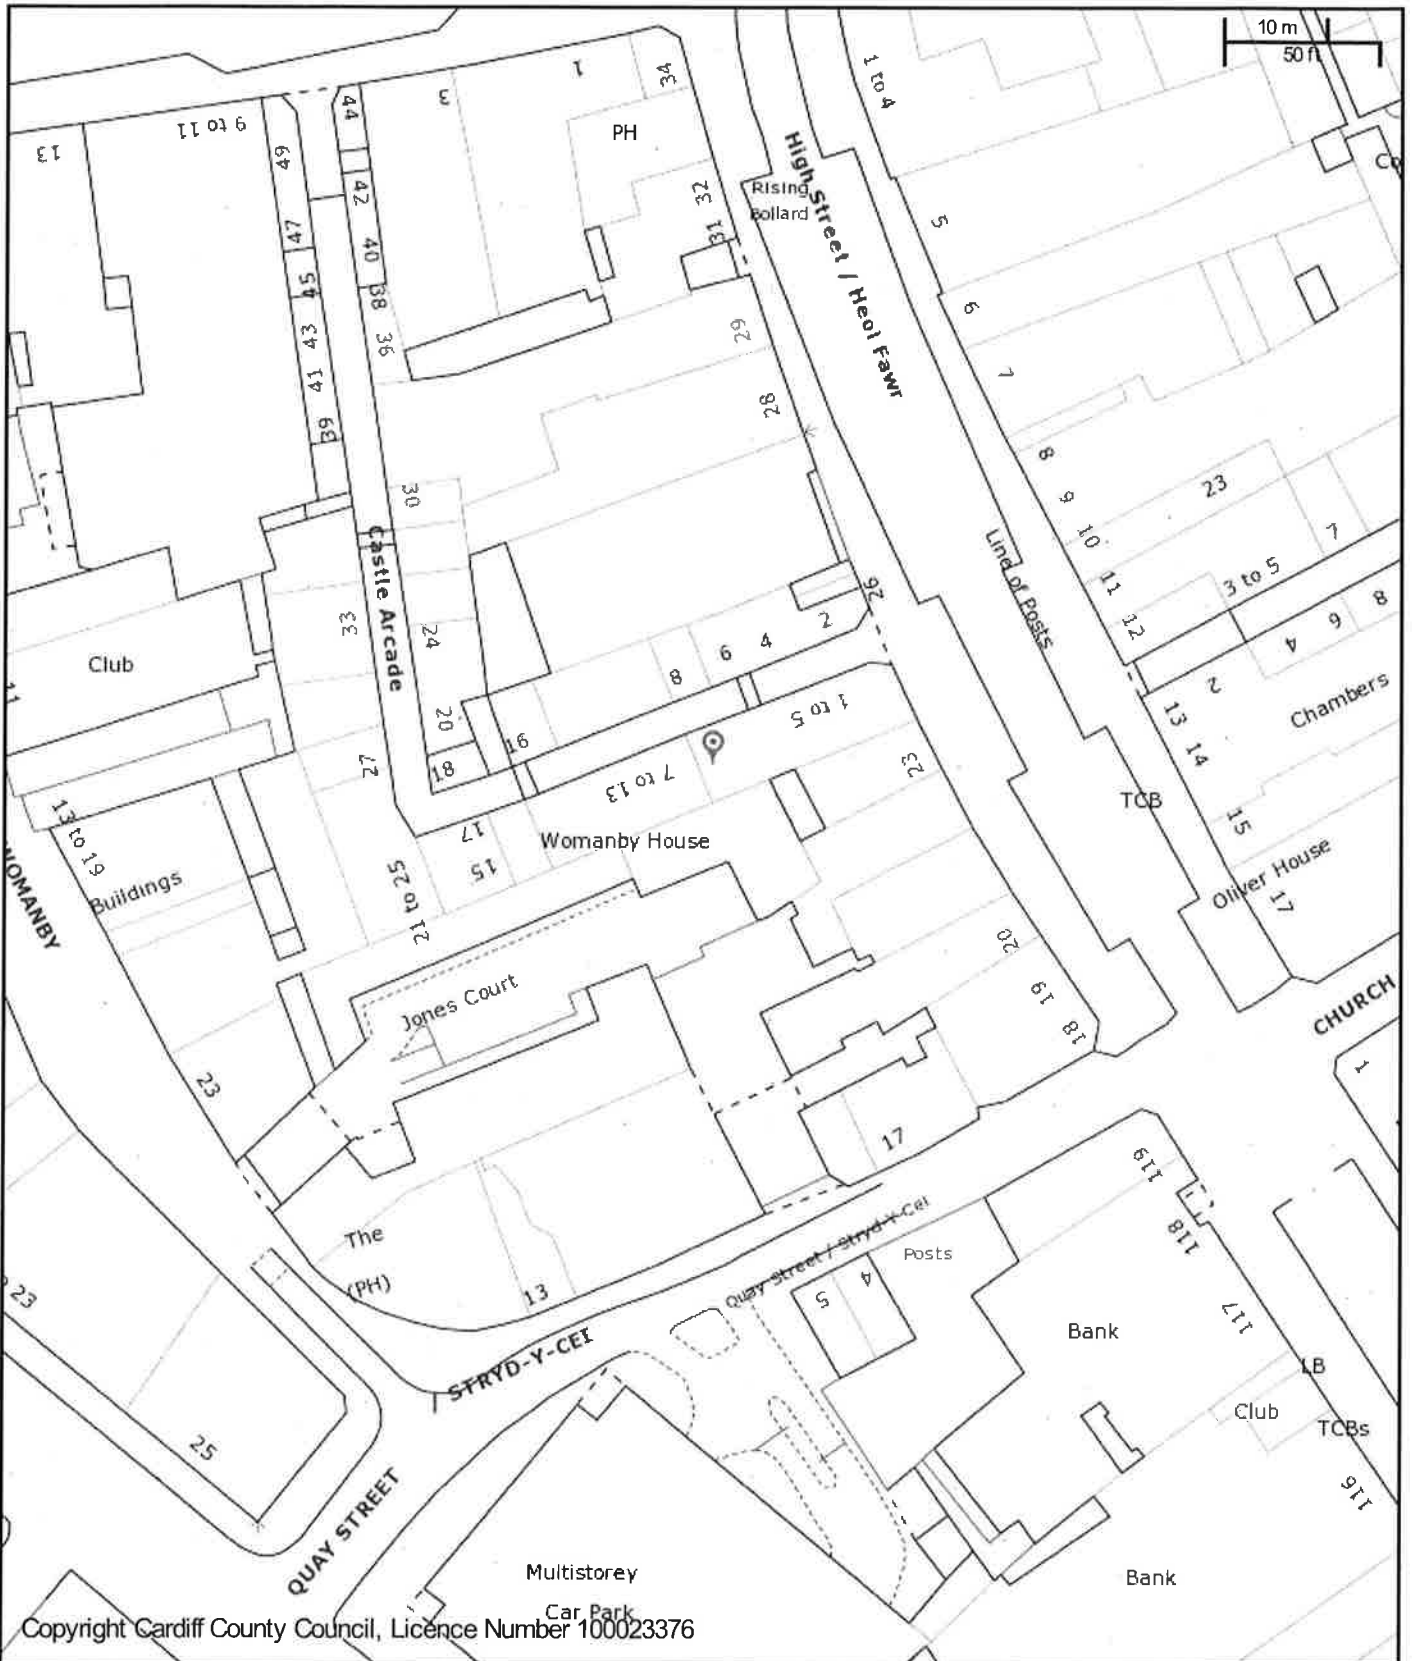 10 m
50 ft
1
34
3
44
9 to 11
13
49
PH
1 to 4
High Street / Heol Fawr
Rising
Bollard
32
42
47
40
31
5
45
38
6
43
36
29
7
41
28
39
8
30
9
23
10
7
Castle Arcade
Line of Posts
11
3 to 5
26
12
33
24
2
8
6
4
Club
6
4
8
2
11
Chambers
13
20
1 to 5
14
16
27
18
23
7 to 13
TCB
15
13 to 19
17
Womanby House
Oliver House
15
Buildings
21 to 25
17
WOMANBY
20
Jones Court
19
18
CHURCH
23
1
17
119
118
The
Quay Street / Stryd Y Cei
Posts
(PH)
4
23
13
5
117
Bank
STRYD-Y-CEI
LB
Club
TCBs
25
116
QUAY STREET
Multistorey
Car Park
Bank
Copyright Cardiff County Council, Licence Number 100023376